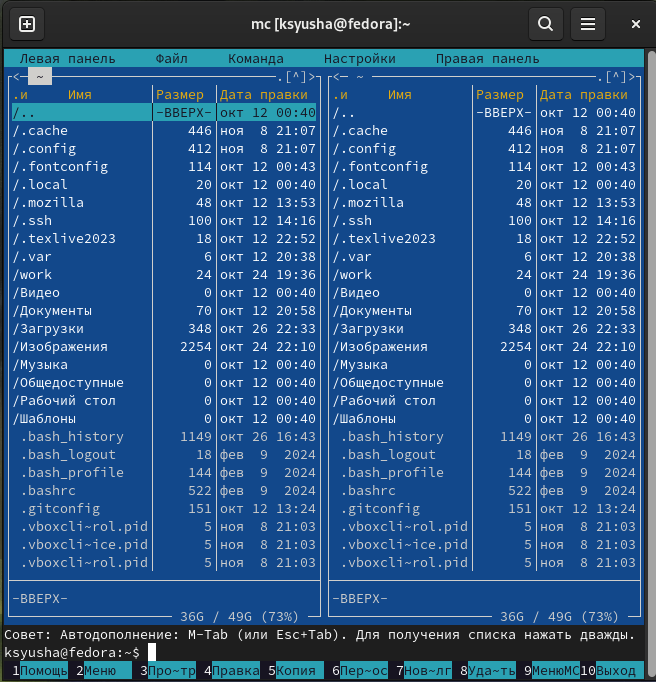 mc [ksyusha@fedora]:~
Левая панель Файл Команда Настройки Правая панель
<─ ~ ─.[^]> <─ ~ ─.[^]>
.и Имя Размер Дата правки .и Имя Размер Дата правки
/.. -ВВЕРХ- окт 12 00:40 /.. -ВВЕРХ- окт 12 00:40
/.cache 446 ноя 8 21:07 /.cache 446 ноя 8 21:07
/.config 412 ноя 8 21:07 /.config 412 ноя 8 21:07
/.fontconfig 114 окт 12 00:43 /.fontconfig 114 окт 12 00:43
/.local 20 окт 12 00:40 /.local 20 окт 12 00:40
/.mozilla 48 окт 12 13:53 /.mozilla 48 окт 12 13:53
/.ssh 100 окт 12 14:16 /.ssh 100 окт 12 14:16
/.texlive2023 18 окт 12 22:52 /.texlive2023 18 окт 12 22:52
/.var 6 окт 12 20:38 /.var 6 окт 12 20:38
/work 24 окт 24 19:36 /work 24 окт 24 19:36
/Видео 0 окт 12 00:40 /Видео 0 окт 12 00:40
/Документы 70 окт 12 20:58 /Документы 70 окт 12 20:58
/Загрузки 348 окт 26 22:33 /Загрузки 348 окт 26 22:33
/Изображения 2254 окт 24 22:10 /Изображения 2254 окт 24 22:10
/Музыка 0 окт 12 00:40 /Музыка 0 окт 12 00:40
/Общедоступные 0 окт 12 00:40 /Общедоступные 0 окт 12 00:40
/Рабочий стол 0 окт 12 00:40 /Рабочий стол 0 окт 12 00:40
/Шаблоны 0 окт 12 00:40 /Шаблоны 0 окт 12 00:40
.bash_history 1149 окт 26 16:43 .bash_history 1149 окт 26 16:43
.bash_logout 18 фев 9 2024 .bash_logout 18 фев 9 2024
.bash_profile 144 фев 9 2024 .bash_profile 144 фев 9 2024
.bashrc 522 фев 9 2024 .bashrc 522 фев 9 2024
.gitconfig 151 окт 12 13:24 .gitconfig 151 окт 12 13:24
.vboxcli~rol.pid 5 ноя 8 21:03 .vboxcli~rol.pid 5 ноя 8 21:03
.vboxcli~ice.pid 5 ноя 8 21:03 .vboxcli~ice.pid 5 ноя 8 21:03
.vboxcli~rol.pid 5 ноя 8 21:03 .vboxcli~rol.pid 5 ноя 8 21:03
-ВВЕРХ- -ВВЕРХ-
36G / 49G (73%) 36G / 49G (73%)
Совет: Автодополнение: M-Tab (или Esc+Tab). Для получения списка нажать дважды.
ksyusha@fedora:~$
1Помощь 2Меню 3Про~тр 4Правка 5Копия 6Пер~ос 7Нов~лг 8Уда~ть 9МенюMC10Выход